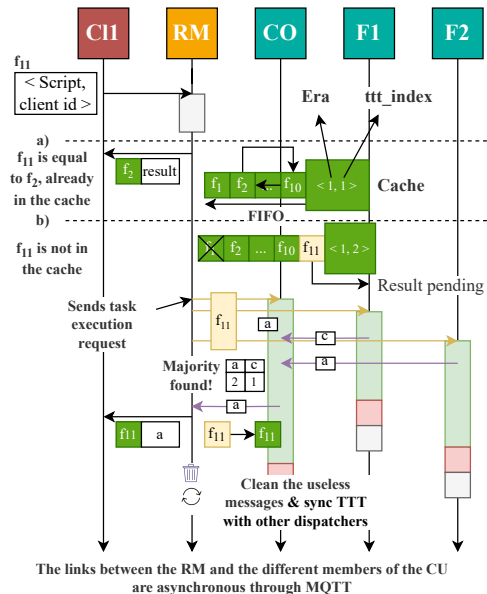 Cl1 RM CO F1 F2
f11
< Script,
client id >
Era ttt_index
a)
f11 is equal
to f2, already
in the cache
f2 result
f1 f2 ... f10
< 1, 1 >
Cache
FIFO
b)
f11 is not in
the cache
f2 ... f10 f11
< 1, 2 >
Result pending
Sends task
execution
request
f11
a
c
Majority
found!
a c
2 1
a
a
f11 a
f11
f11
Clean the useless
messages & sync TTT
with other dispatchers
The links between the RM and the different members of the CU
are asynchronous through MQTT